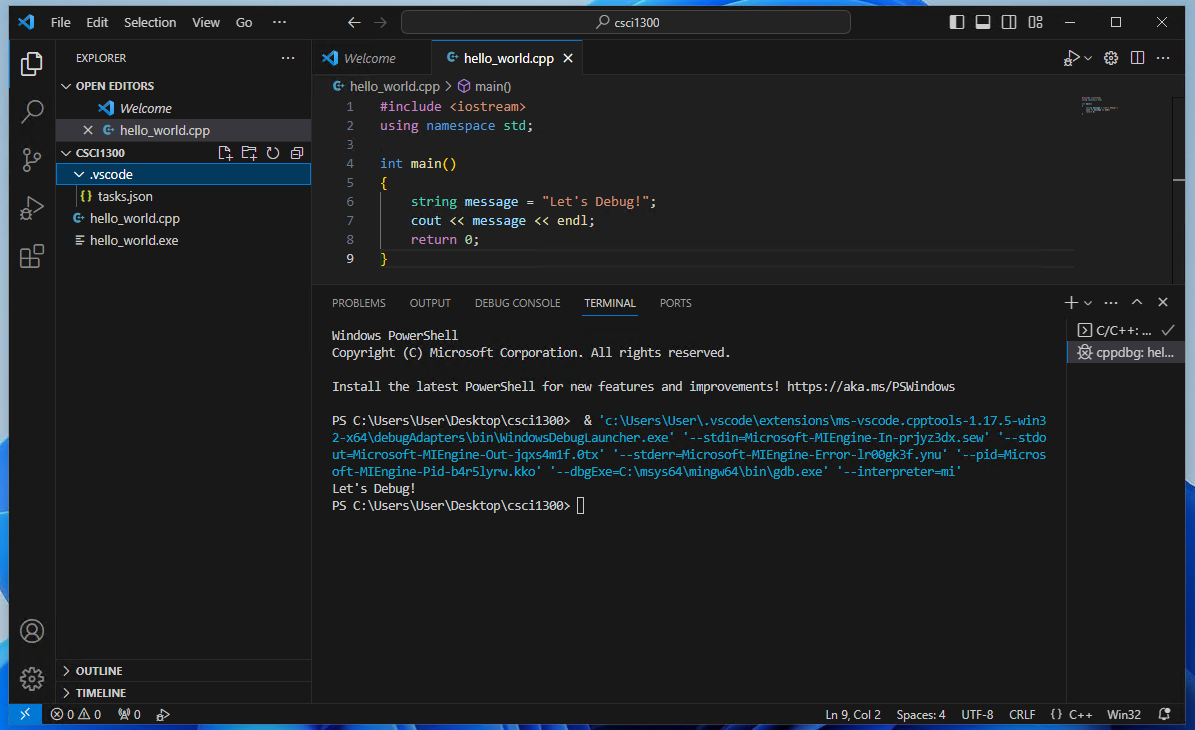 File Edit Selection View Go ··· csci1300
EXPLORER ···
OPEN EDITORS
Welcome
hello_world.cpp
CSCI1300
.vscode
{} tasks.json
hello_world.cpp
hello_world.exe
OUTLINE
TIMELINE
Welcome hello_world.cpp
hello_world.cpp > main()
1 #include <iostream>
2 using namespace std;
3
4 int main()
5 {
6 string message = "Let's Debug!";
7 cout << message << endl;
8 return 0;
9 }
PROBLEMS OUTPUT DEBUG CONSOLE TERMINAL PORTS
Windows PowerShell
Copyright (C) Microsoft Corporation. All rights reserved.
Install the latest PowerShell for new features and improvements! https://aka.ms/PSWindows
PS C:\Users\User\Desktop\csci1300>  & 'c:\Users\User\.vscode\extensions\ms-vscode.cpptools-1.17.5-win3
2-x64\debugAdapters\bin\WindowsDebugLauncher.exe' '--stdin=Microsoft-MIEngine-In-prjyz3dx.sew' '--stdo
ut=Microsoft-MIEngine-Out-jqxs4m1f.0tx' '--stderr=Microsoft-MIEngine-Error-lr00gk3f.ynu' '--pid=Micros
oft-MIEngine-Pid-b4r5lyrw.kko' '--dbgExe=C:\msys64\mingw64\bin\gdb.exe' '--interpreter=mi'
Let's Debug!
PS C:\Users\User\Desktop\csci1300>
C/C++: ...
cppdbg: hel...
0 0 0 Ln 9, Col 2 Spaces: 4 UTF-8 CRLF {} C++ Win32